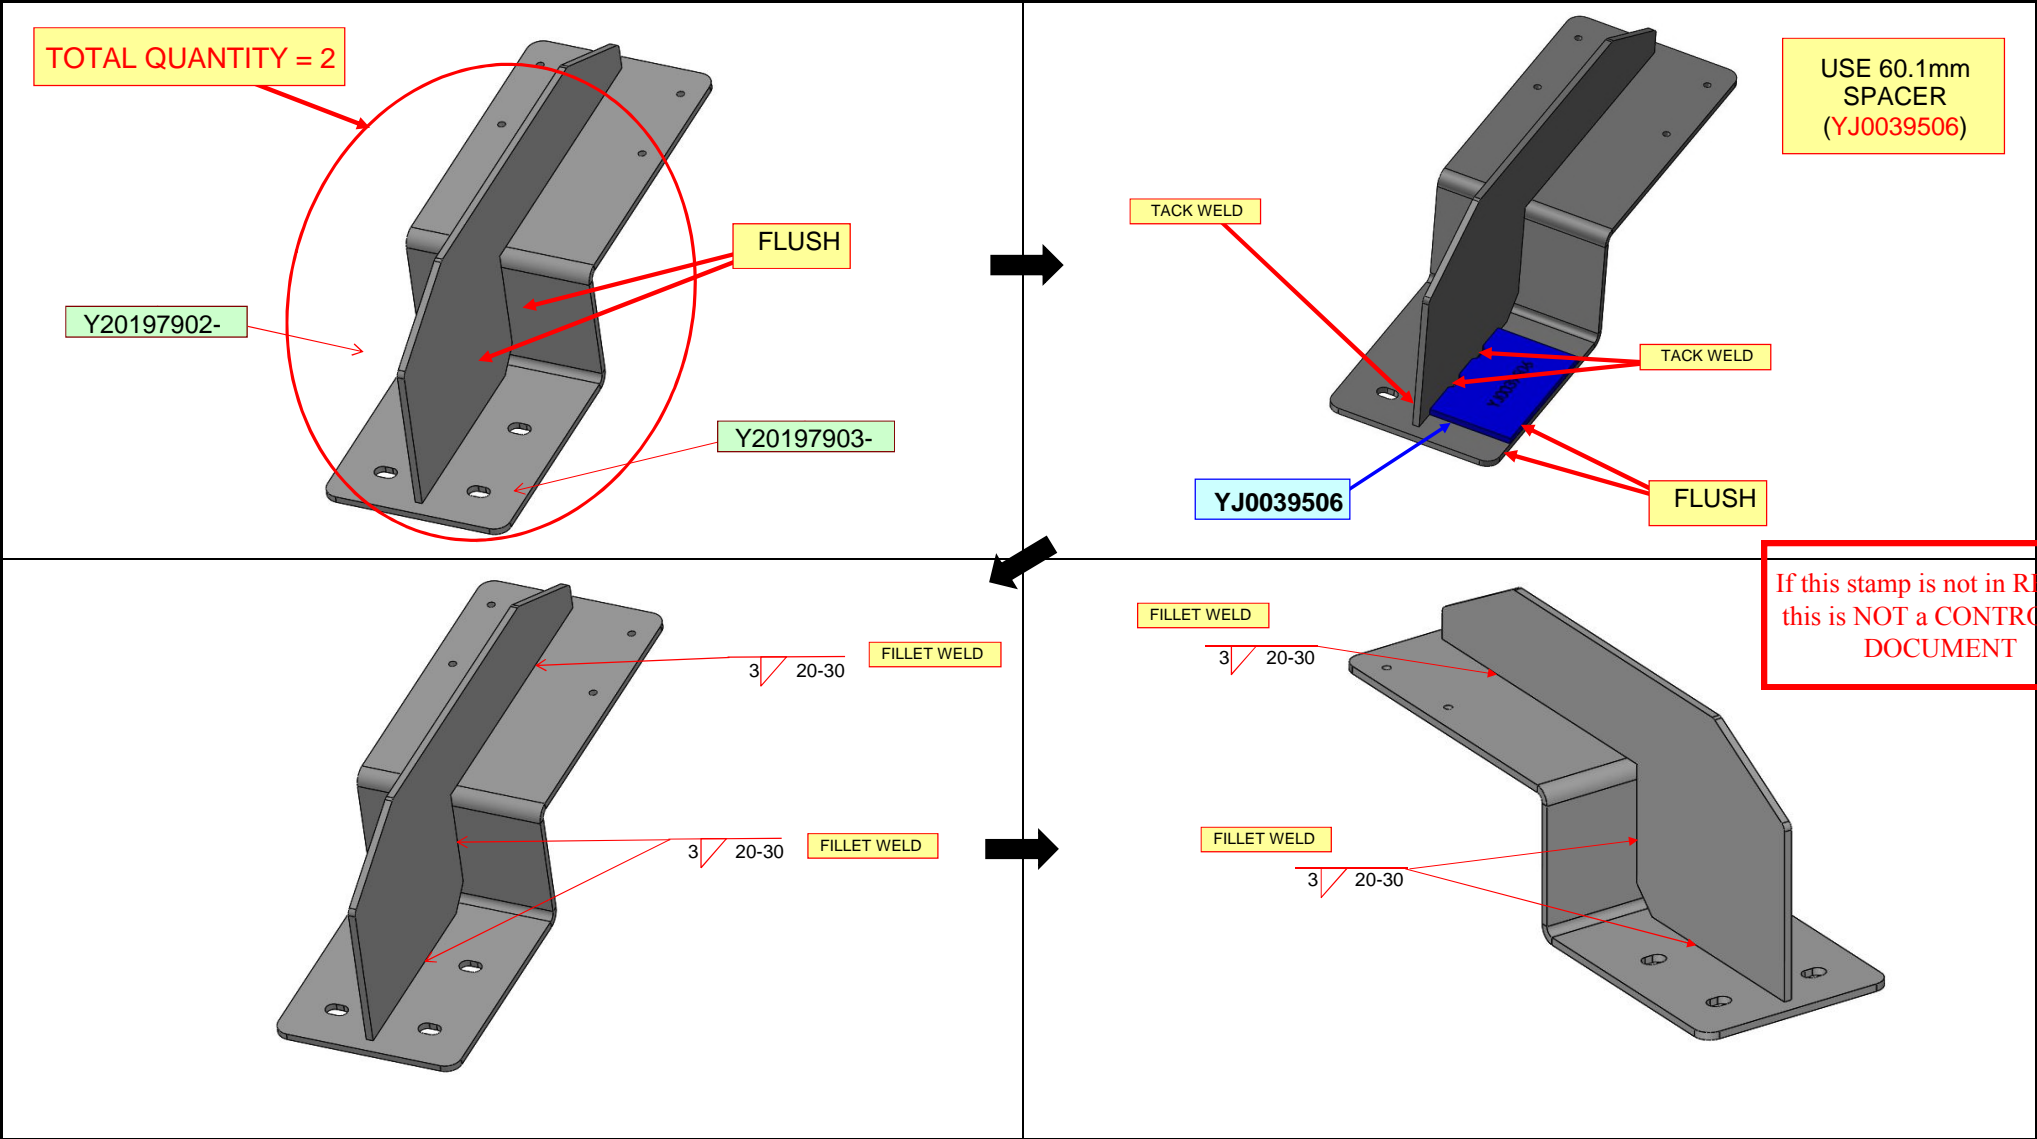 TOTAL QUANTITY = 2
FLUSH
Y20197902-
Y20197903-
USE 60.1mm
SPACER
(YJ0039506)
TACK WELD
TACK WELD
YJ0039506
YJ0039506
FLUSH
FILLET WELD
3 20-30
FILLET WELD
3 20-30
If this stamp is not in
this is NOT a
DOCUMENT
FILLET WELD
3 20-30
FILLET WELD
3 20-30